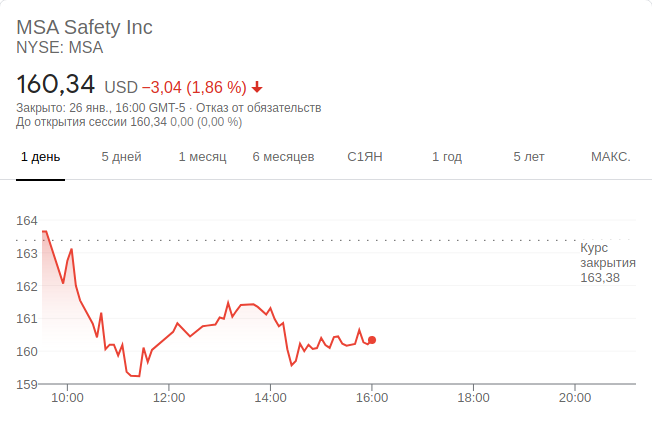 MSA Safety Inc
NYSE: MSA
160,34 USD −3,04 (1,86 %)
Закрыто: 26 янв., 16:00 GMT-5 · Отказ от обязательств
До открытия сессии 160,34 0,00 (0,00 %)
1 день 5 дней 1 месяц 6 месяцев С1ЯН 1 год 5 лет МАКС.
164
163
162
161
160
159
Курс
закрытия
163,38
10:00 12:00 14:00 16:00 18:00 20:00